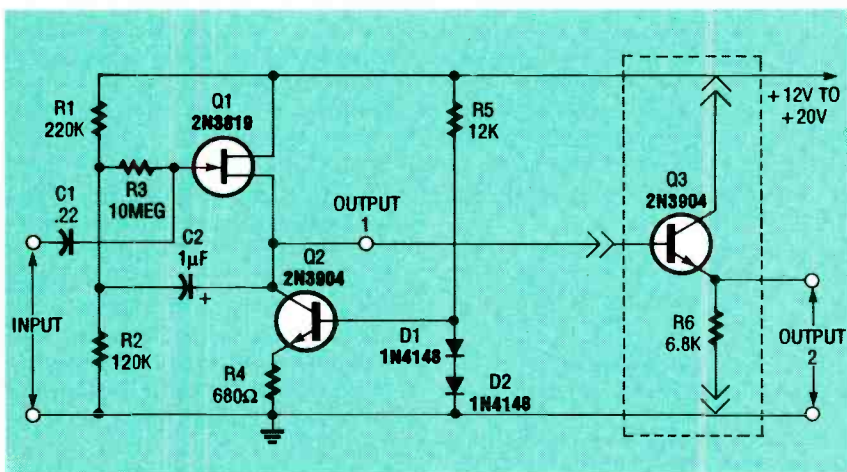 R1
220K
Q1
2N3819
R3
10MEG
C1
.22
C2
1µF
+
INPUT
R2
120K
Q2
2N3904
R4
680Ω
OUTPUT
1
R5
12K
D1
1N4148
D2
1N4148
Q3
2N3904
R6
6.8K
+12V TO
+20V
OUTPUT
2